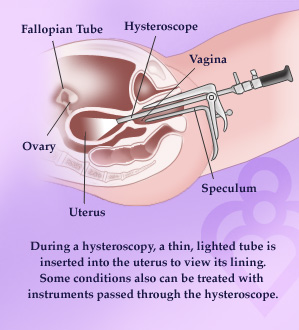 Fallopian Tube
Hysteroscope
Vagina
Ovary
Speculum
Uterus
During a hysteroscopy, a thin, lighted tube is
inserted into the uterus to view its lining.
Some conditions also can be treated with
instruments passed through the hysteroscope.